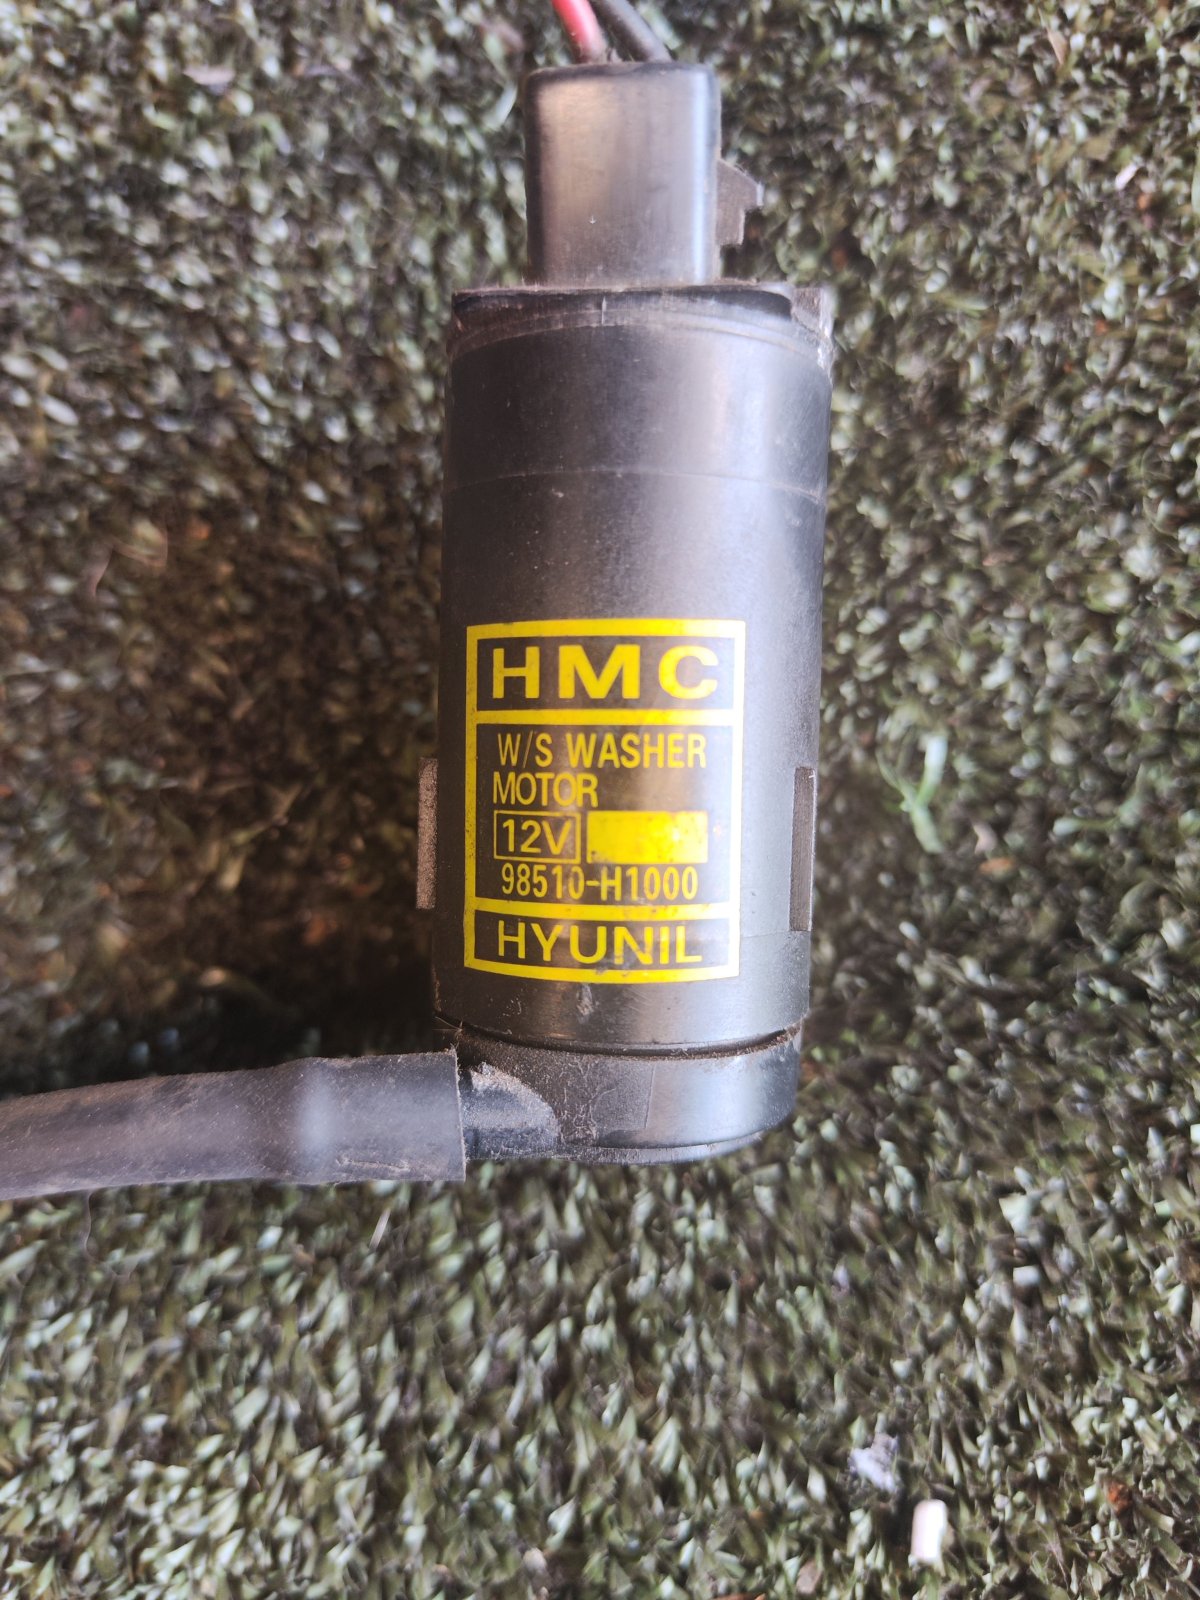 HMC
W/S WASHER
MOTOR
12V
98510-H1000
HYUNIL